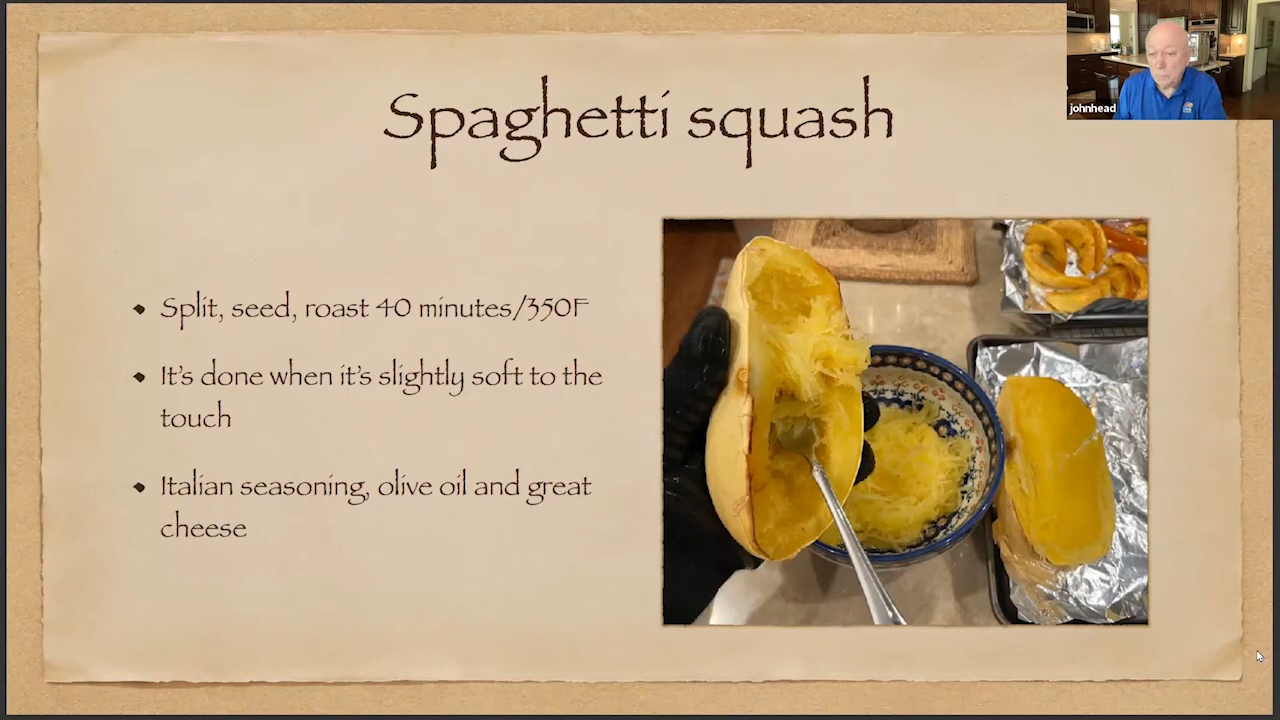 johnhead
Spaghetti squash
Split, seed, roast 40 minutes/350F
It's done when it's slightly soft to the
touch
Italian seasoning, olive oil and great
cheese